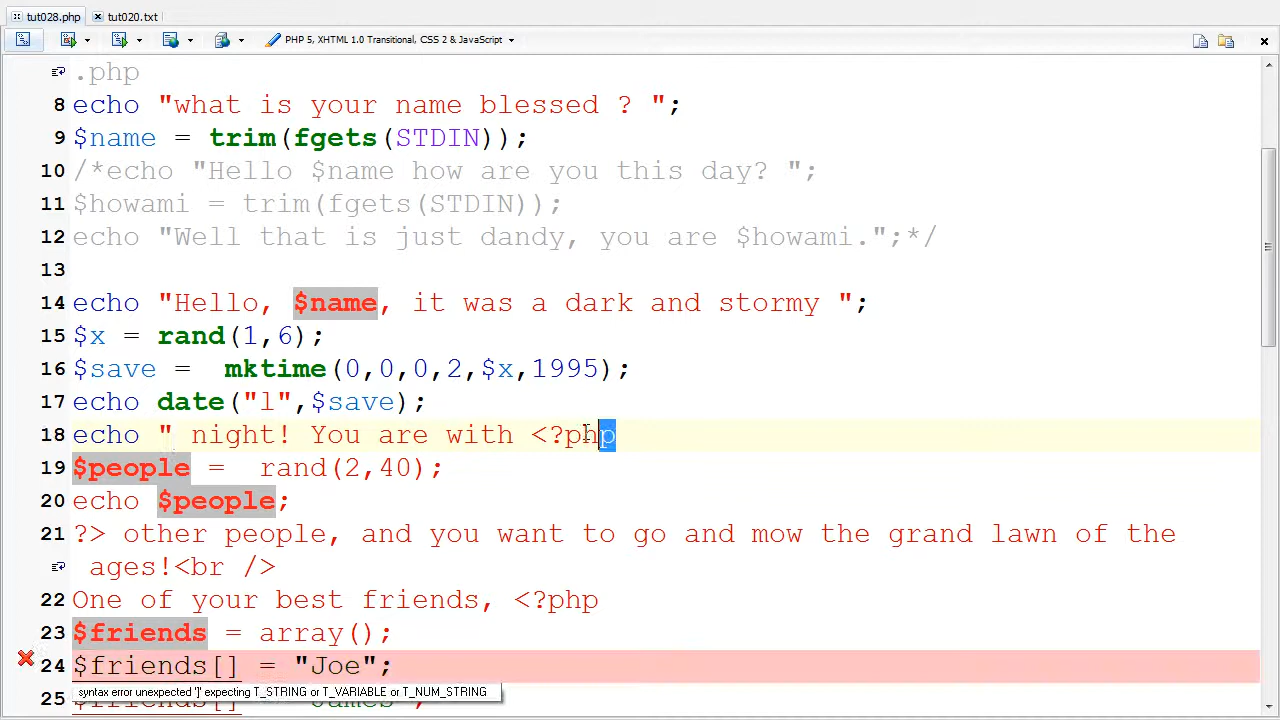 tut028.php tut020.txt
PHP 5, XHTML 1.0 Transitional, CSS 2 & JavaScript
.php
8 echo "what is your name blessed ? ";
9 $name = trim(fgets(STDIN));
10 /*echo "Hello $name how are you this day? ";
11 $howami = trim(fgets(STDIN));
12 echo "Well that is just dandy, you are $howami.";*/
13
14 echo "Hello, $name, it was a dark and stormy ";
15 $x = rand(1,6);
16 $save =  mktime(0,0,0,2,$x,1995);
17 echo date("l",$save);
18 echo " night! You are with <?php
19 $people =  rand(2,40);
20 echo $people;
21 ?> other people, and you want to go and mow the grand lawn of the
ages!<br />
22 One of your best friends, <?php
23 $friends = array();
24 $friends[] = "Joe";
syntax error unexpected ']' expecting T_STRING or T_VARIABLE or T_NUM_STRING
25 $friends[] = "James";